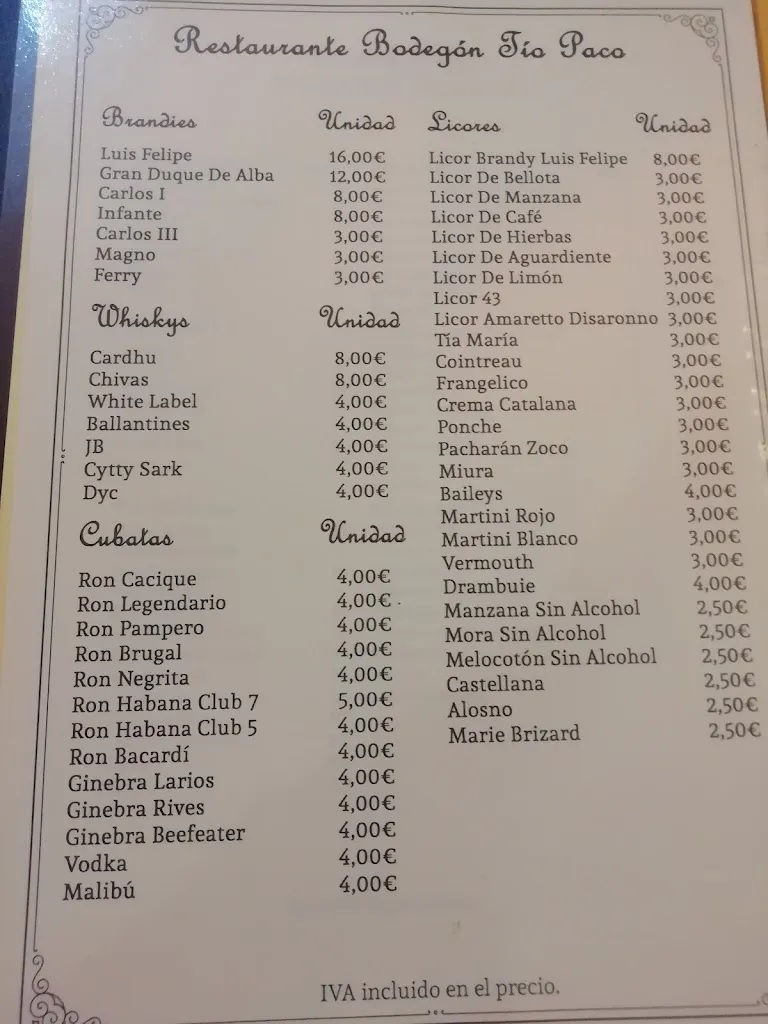 Restaurante Bodegón Tío Paco
Brandies Unidad
Luis Felipe 16,00€
Gran Duque De Alba 12,00€
Carlos I 8,00€
Infante 8,00€
Carlos III 3,00€
Magno 3,00€
Ferry 3,00€
Whiskys Unidad
Cardhu 8,00€
Chivas 8,00€
White Label 4,00€
Ballantines 4,00€
JB 4,00€
Cytty Sark 4,00€
Dyc 4,00€
Cubatas Unidad
Ron Cacique 4,00€
Ron Legendario 4,00€
Ron Pampero 4,00€
Ron Brugal 4,00€
Ron Negrita 4,00€
Ron Habana Club 7 5,00€
Ron Habana Club 5 4,00€
Ron Bacardí 4,00€
Ginebra Larios 4,00€
Ginebra Rives 4,00€
Ginebra Beefeater 4,00€
Vodka 4,00€
Malibú 4,00€
Licores Unidad
Licor Brandy Luis Felipe 8,00€
Licor De Bellota 3,00€
Licor De Manzana 3,00€
Licor De Café 3,00€
Licor De Hierbas 3,00€
Licor De Aguardiente 3,00€
Licor De Limón 3,00€
Licor 43 3,00€
Licor Amaretto Disaronno 3,00€
Tía María 3,00€
Cointreau 3,00€
Frangelico 3,00€
Crema Catalana 3,00€
Ponche 3,00€
Pacharán Zoco 3,00€
Miura 3,00€
Baileys 4,00€
Martini Rojo 3,00€
Martini Blanco 3,00€
Vermouth 3,00€
Drambuie 4,00€
Manzana Sin Alcohol 2,50€
Mora Sin Alcohol 2,50€
Melocotón Sin Alcohol 2,50€
Castellana 2,50€
Alosno 2,50€
Marie Brizard 2,50€
IVA incluido en el precio.